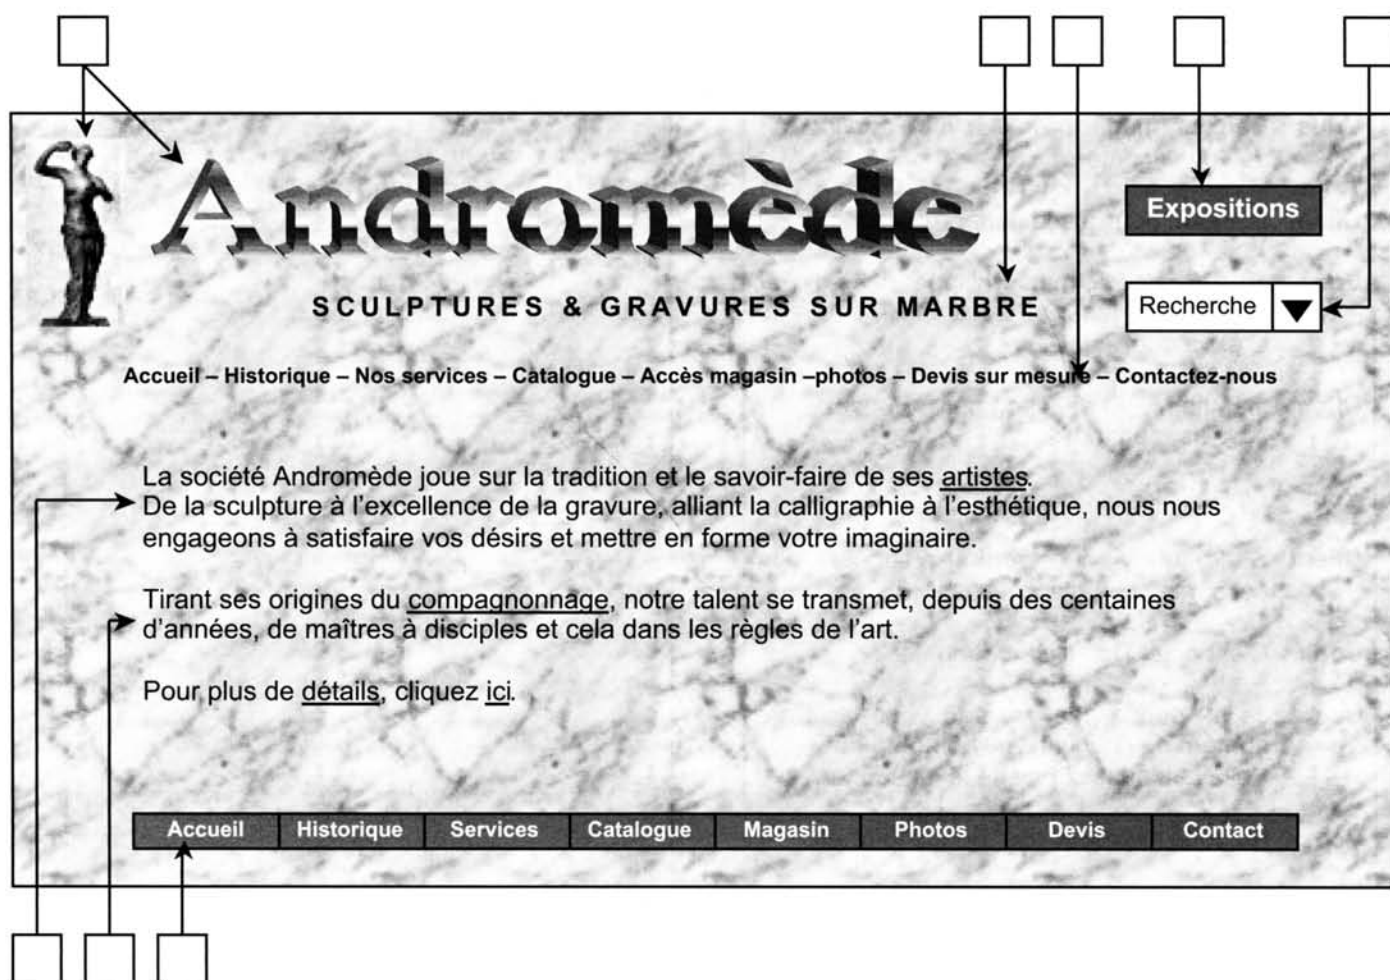 Andromède
Expositions
SCULPTURES & GRAVURES SUR MARBRE
Recherche
Accueil – Historique – Nos services – Catalogue – Accès magasin –photos – Devis sur mesure – Contactez-nous
La société Andromède joue sur la tradition et le savoir-faire de ses artistes.
De la sculpture à l'excellence de la gravure, alliant la calligraphie à l'esthétique, nous nous
engageons à satisfaire vos désirs et mettre en forme votre imaginaire.
Tirant ses origines du compagnonnage, notre talent se transmet, depuis des centaines
d'années, de maîtres à disciples et cela dans les règles de l'art.
Pour plus de détails, cliquez ici.
Accueil Historique Services Catalogue Magasin Photos Devis Contact